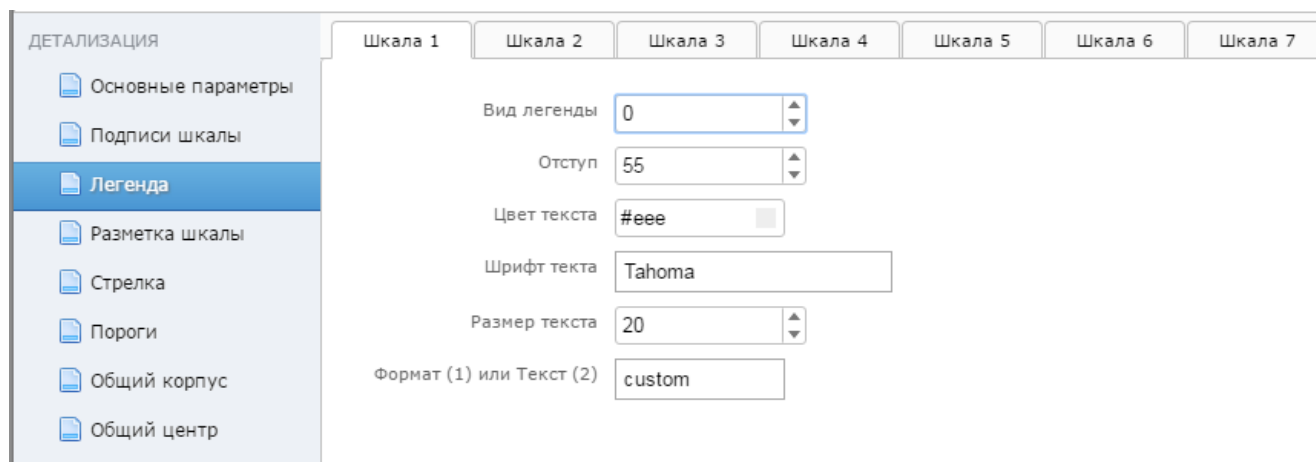 ДЕТАЛИЗАЦИЯ
Основные параметры
Подписи шкалы
Легенда
Разметка шкалы
Стрелка
Пороги
Общий корпус
Общий центр
Шкала 1 Шкала 2 Шкала 3 Шкала 4 Шкала 5 Шкала 6 Шкала 7
Вид легенды 0
Отступ 55
Цвет текста #eee
Шрифт текта Tahoma
Размер текста 20
Формат (1) или Текст (2) custom